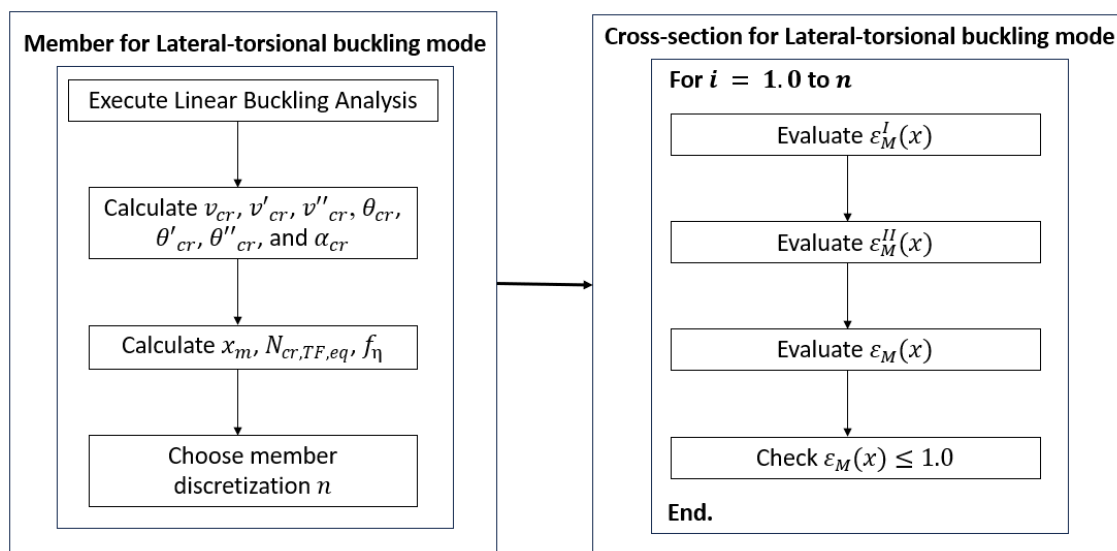 Member for Lateral-torsional buckling mode
Execute Linear Buckling Analysis
Calculate v_cr, v'_cr, v''_cr, θ_cr,
θ'_cr, θ''_cr, and α_cr
Calculate x_m, N_cr,TF,eq, f_η
Choose member
discretization n
Cross-section for Lateral-torsional buckling mode
For i = 1.0 to n
Evaluate ε_M^I(x)
Evaluate ε_M^II(x)
Evaluate ε_M(x)
Check ε_M(x) ≤ 1.0
End.